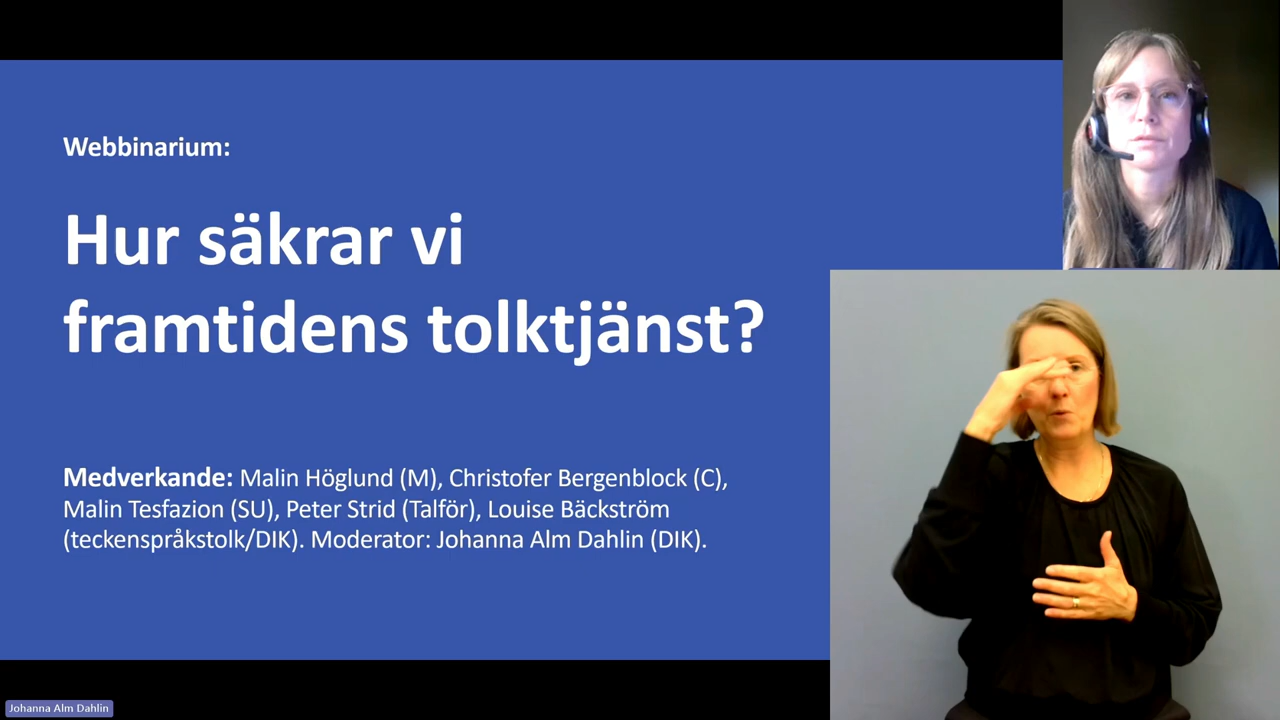 Webbinarium:
Hur säkrar vi
framtidens tolktjänst?
Medverkande: Malin Höglund (M), Christofer Bergenblock (C),
Malin Tesfazion (SU), Peter Strid (Talför), Louise Bäckström
(teckenspråkstolk/DIK). Moderator: Johanna Alm Dahlin (DIK).
Johanna Alm Dahlin